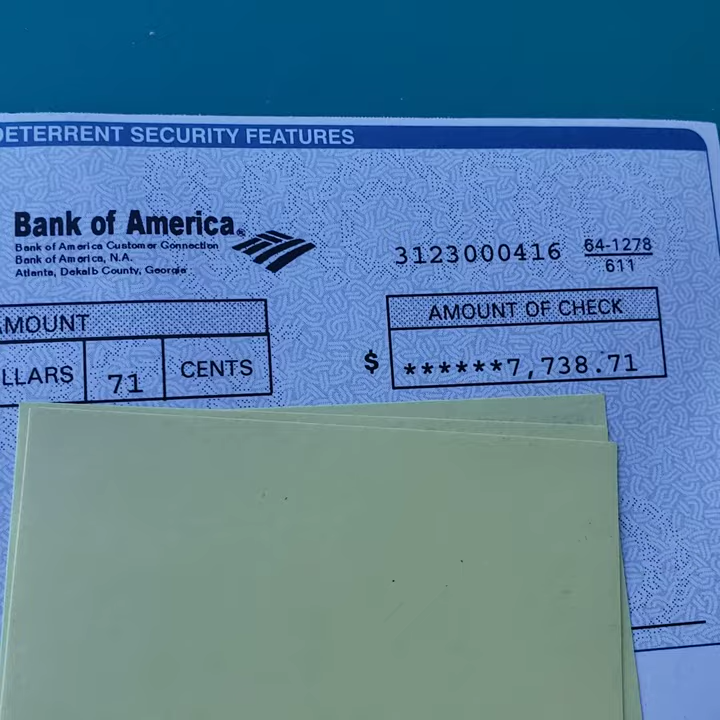 DETERRENT SECURITY FEATURES
Bank of America®
Bank of America Customer Connection
Bank of America, N.A.
Atlanta, Dekalb County, Georgia
3123000416 64-1278
611
AMOUNT
LLARS 71 CENTS
AMOUNT OF CHECK
$ ******7,738.71